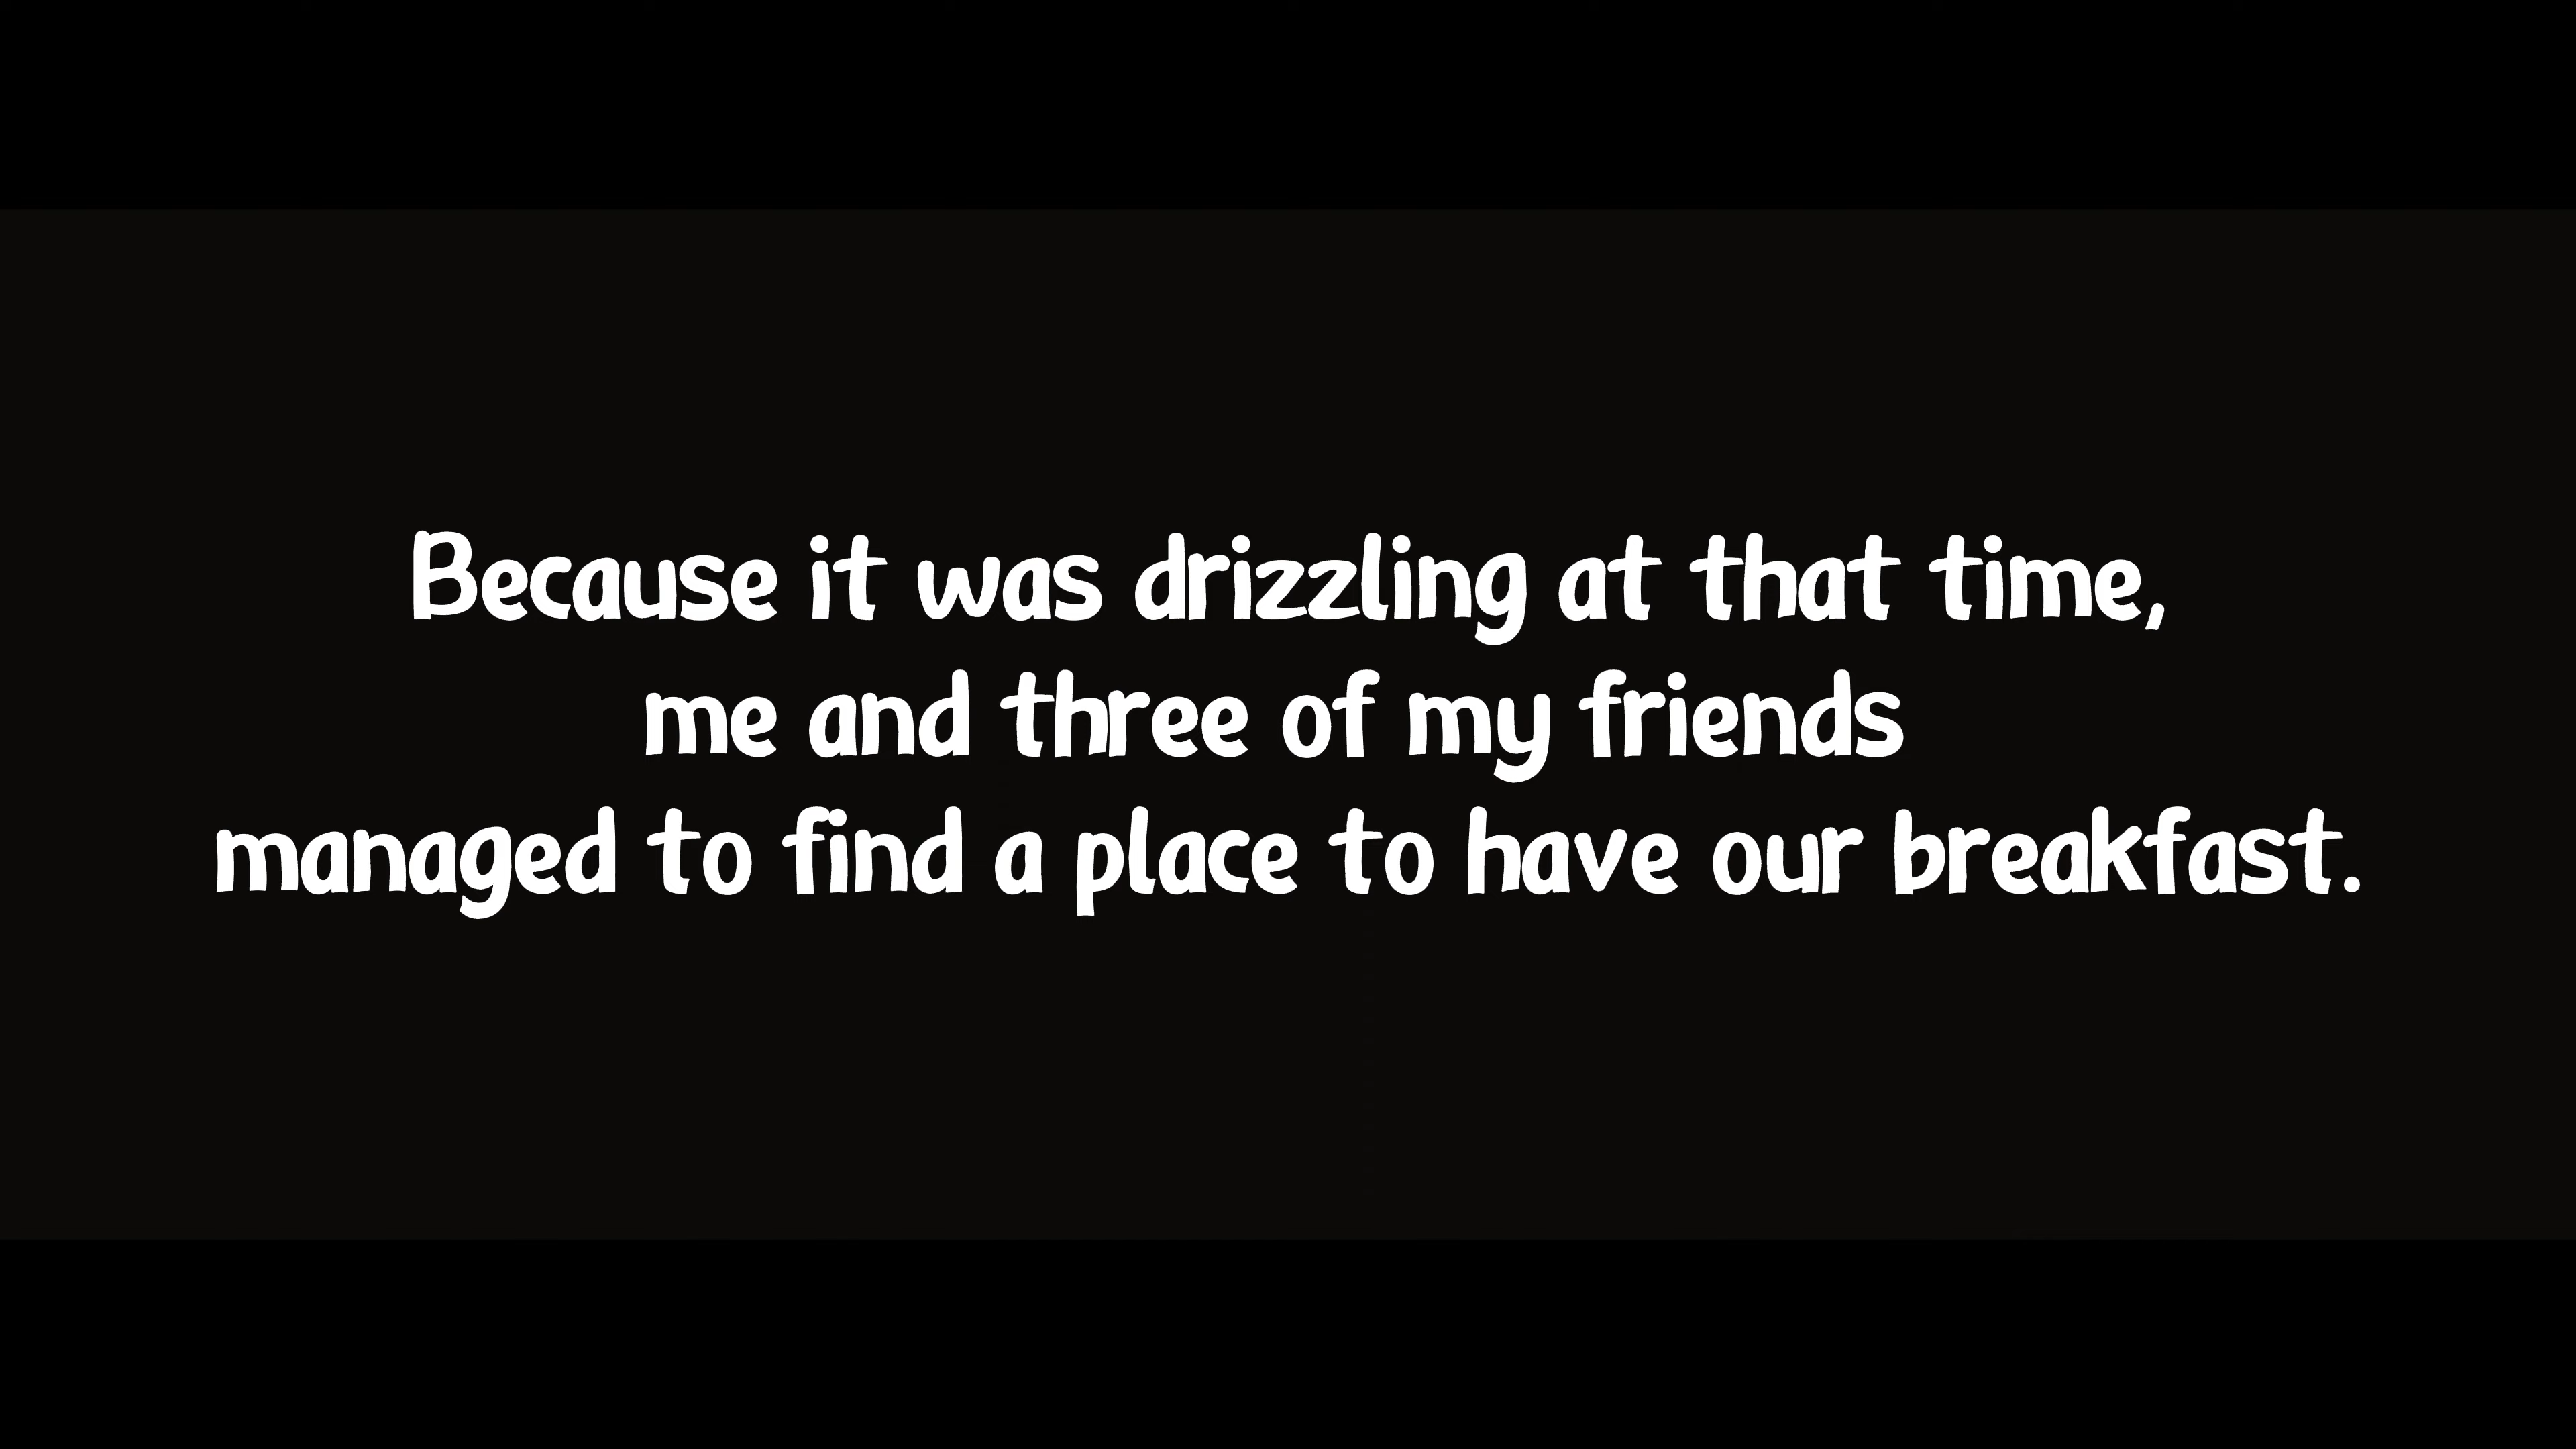 Because it was drizzling at that time,
me and three of my friends
managed to find a place to have our breakfast.